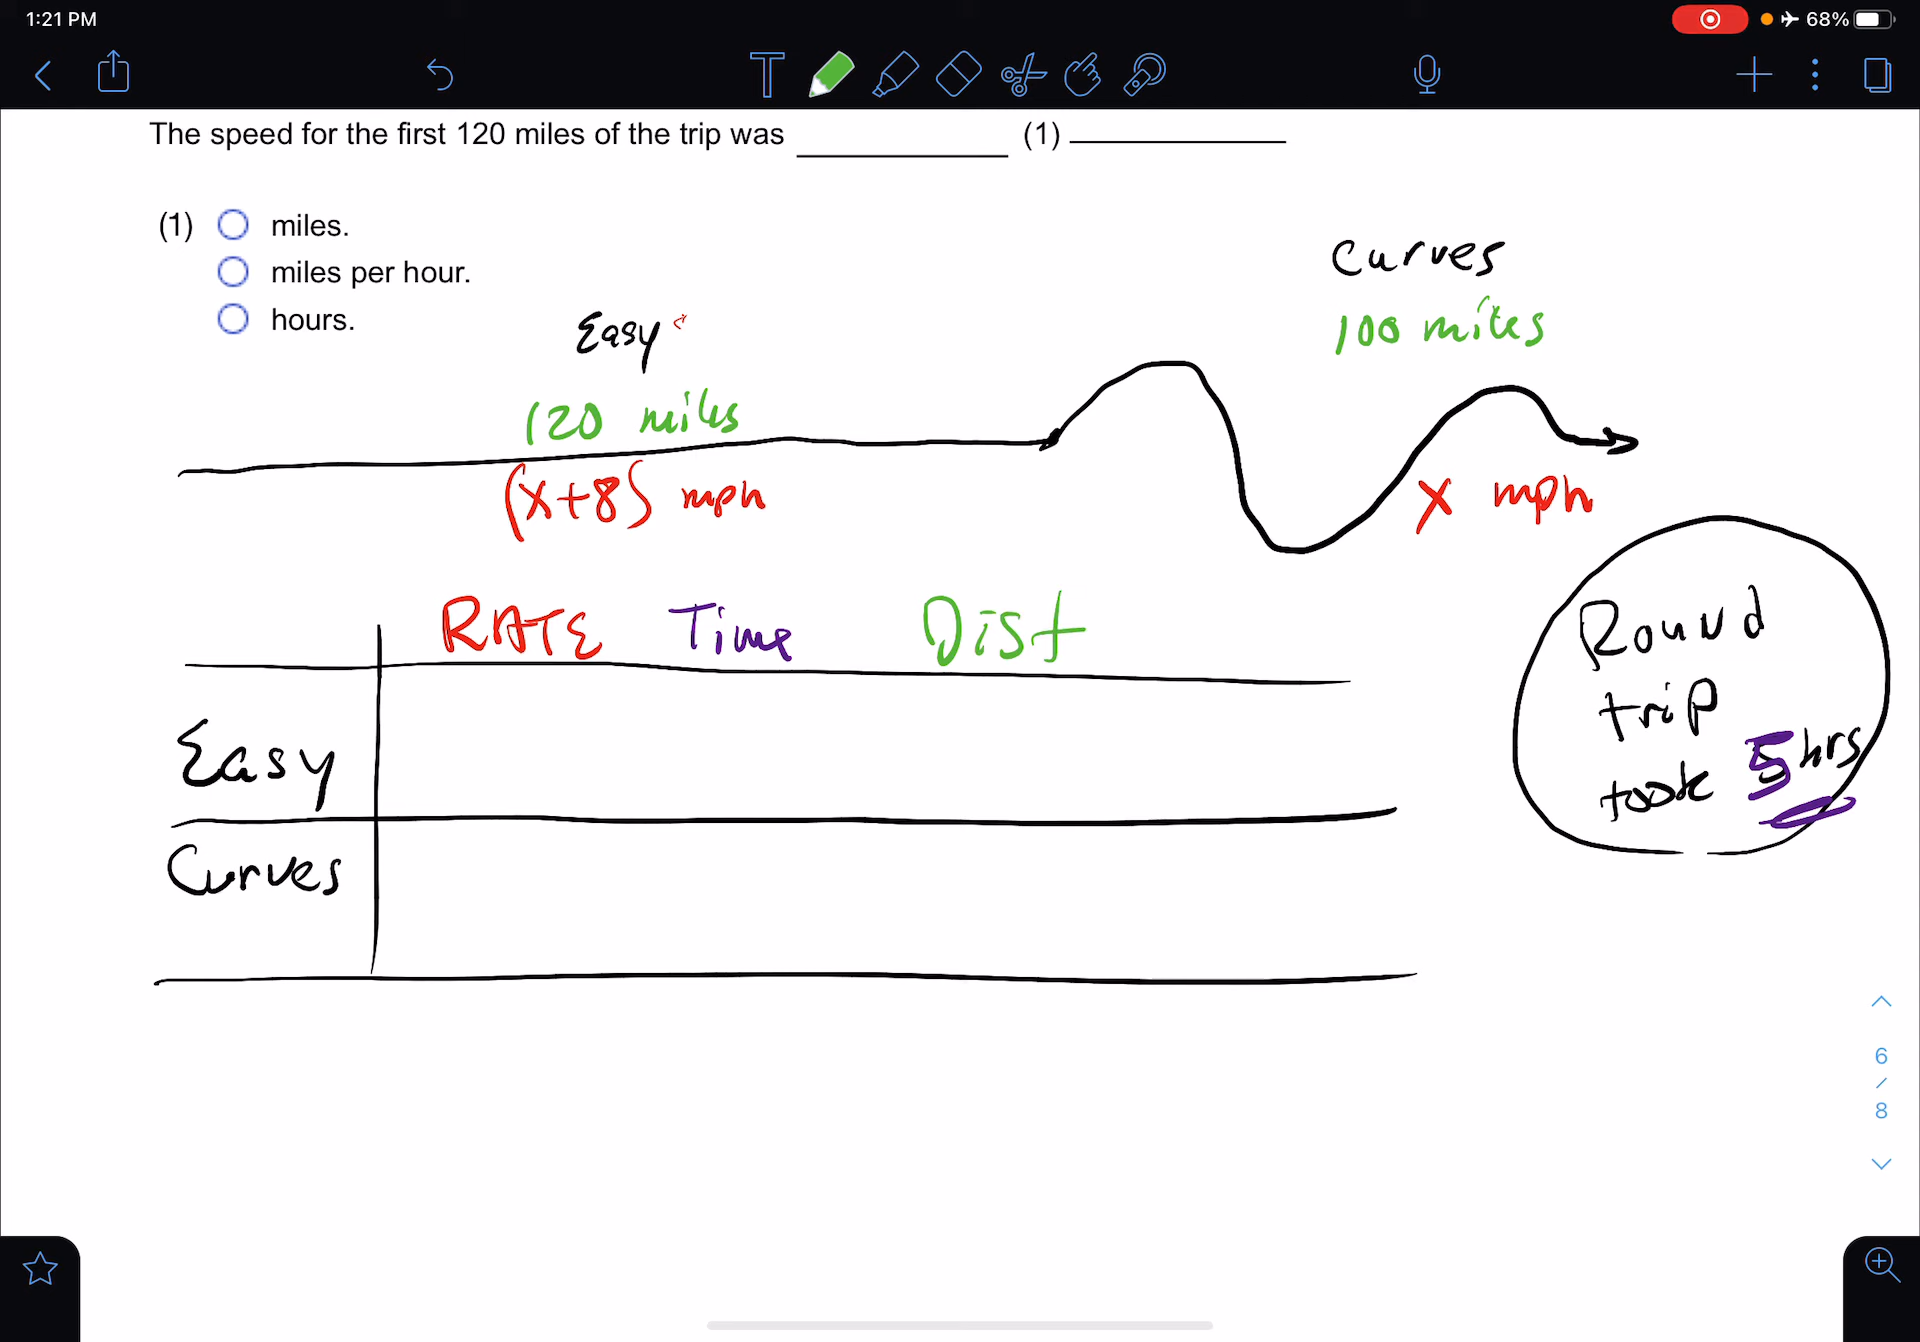 1:21 PM
68%
The speed for the first 120 miles of the trip was ____________ (1) ____________
(1) miles.
miles per hour.
hours.
Curves
100 miles
Easy
120 miles
(x+8) mph
x mph
RATE Time Dist
Easy
Curves
Round
trip
took 5 hrs
6
/
8